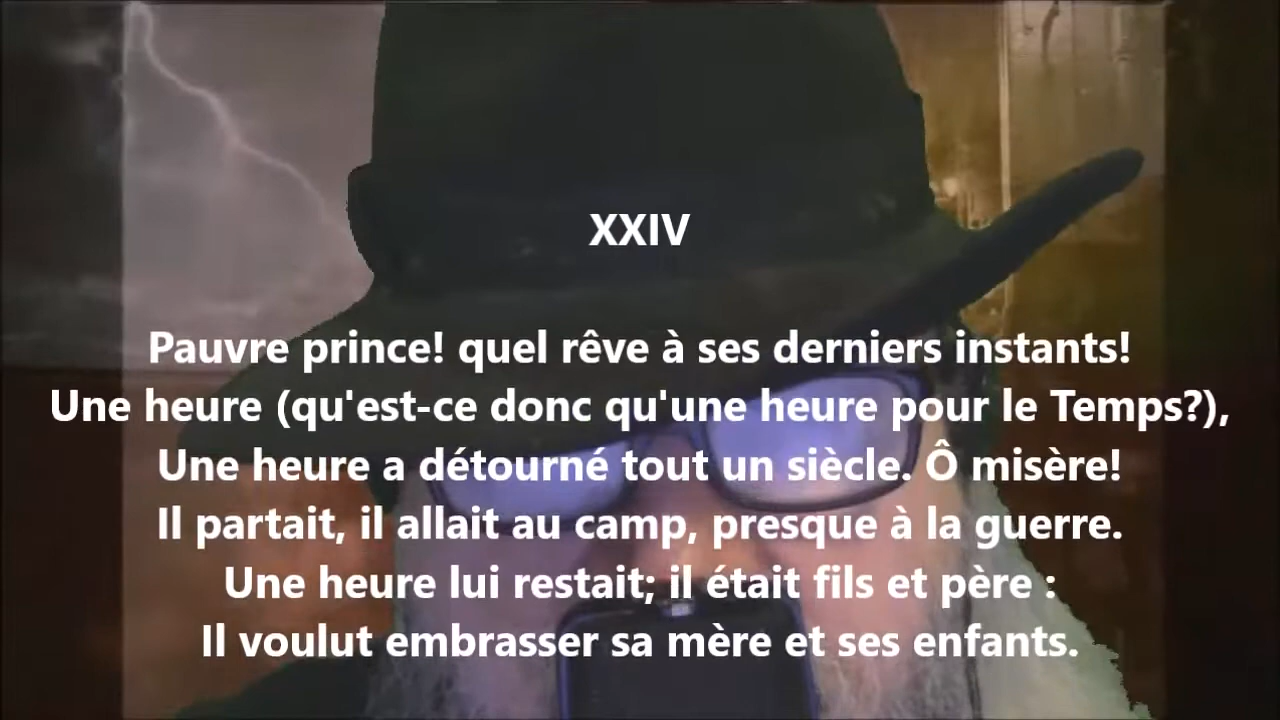 XXIV
Pauvre prince! quel rêve à ses derniers instants!
Une heure (qu'est-ce donc qu'une heure pour le Temps?),
Une heure a détourné tout un siècle. Ô misère!
Il partait, il allait au camp, presque à la guerre.
Une heure lui restait; il était fils et père :
Il voulut embrasser sa mère et ses enfants.